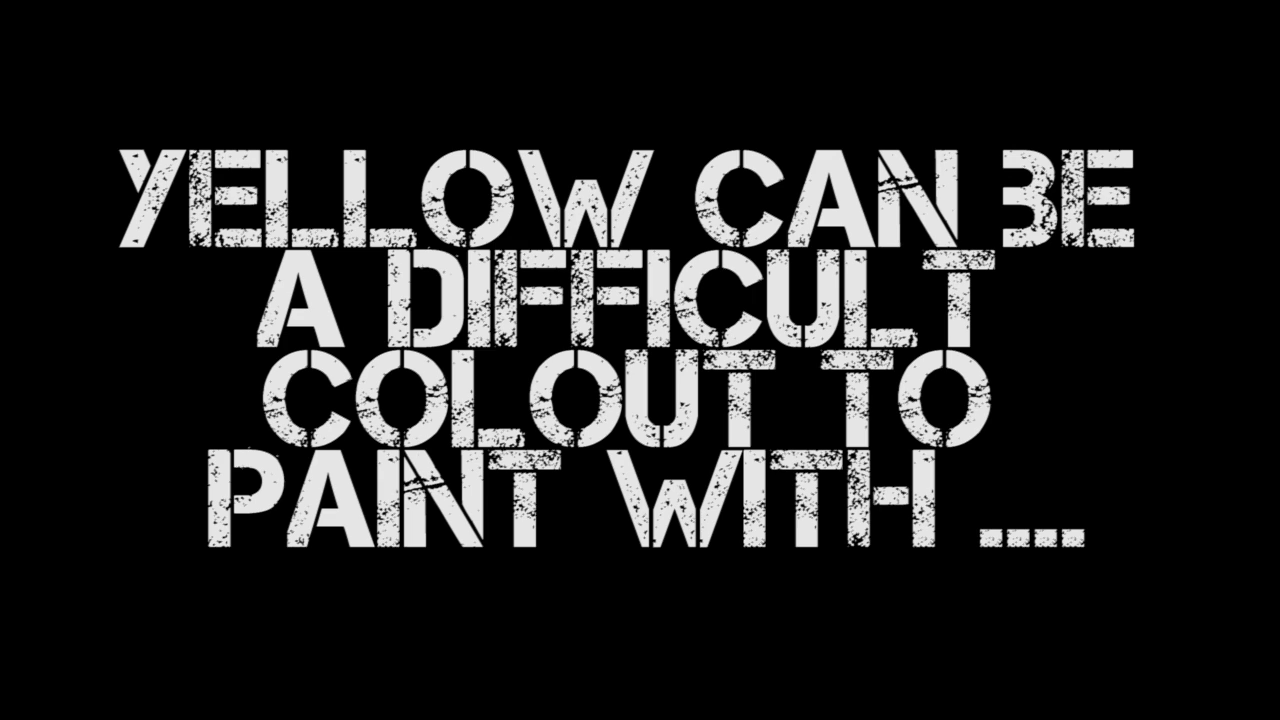 YELLOW CAN BE
A DIFFICULT
COLOUT TO
PAINT WITH ....